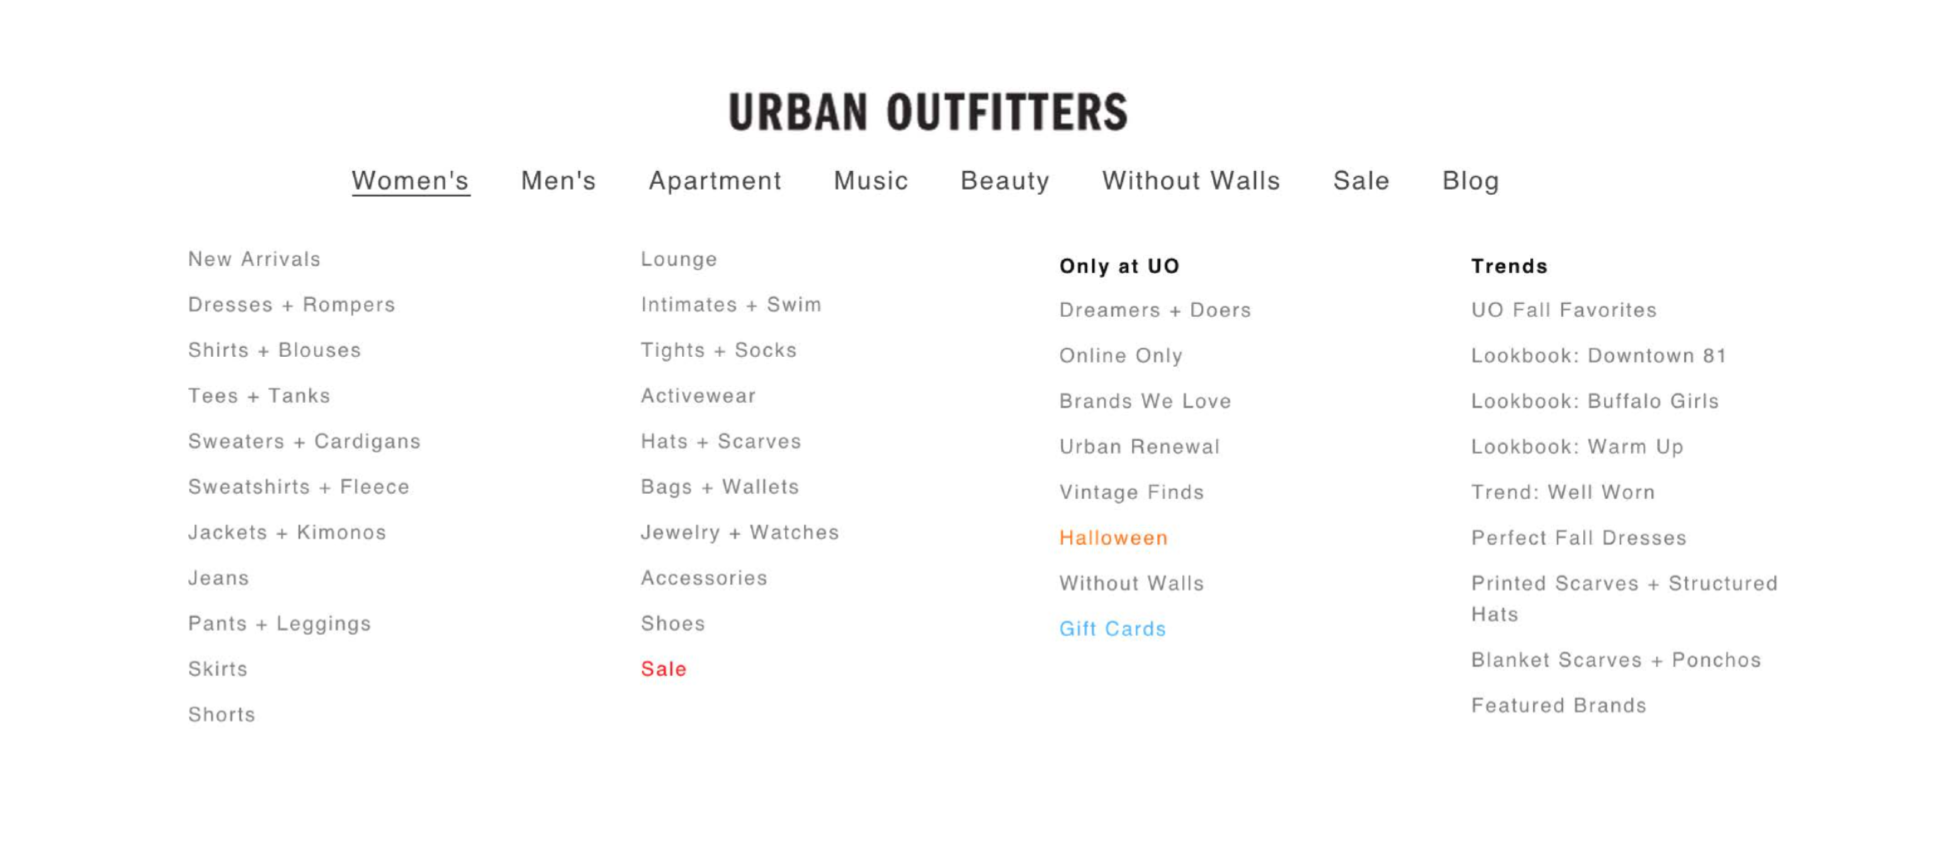 URBAN OUTFITTERS
Women's Men's Apartment Music Beauty Without Walls Sale Blog
New Arrivals
Dresses + Rompers
Shirts + Blouses
Tees + Tanks
Sweaters + Cardigans
Sweatshirts + Fleece
Jackets + Kimonos
Jeans
Pants + Leggings
Skirts
Shorts
Lounge
Intimates + Swim
Tights + Socks
Activewear
Hats + Scarves
Bags + Wallets
Jewelry + Watches
Accessories
Shoes
Sale
Only at UO
Dreamers + Doers
Online Only
Brands We Love
Urban Renewal
Vintage Finds
Halloween
Without Walls
Gift Cards
Trends
UO Fall Favorites
Lookbook: Downtown 81
Lookbook: Buffalo Girls
Lookbook: Warm Up
Trend: Well Worn
Perfect Fall Dresses
Printed Scarves + Structured
Hats
Blanket Scarves + Ponchos
Featured Brands